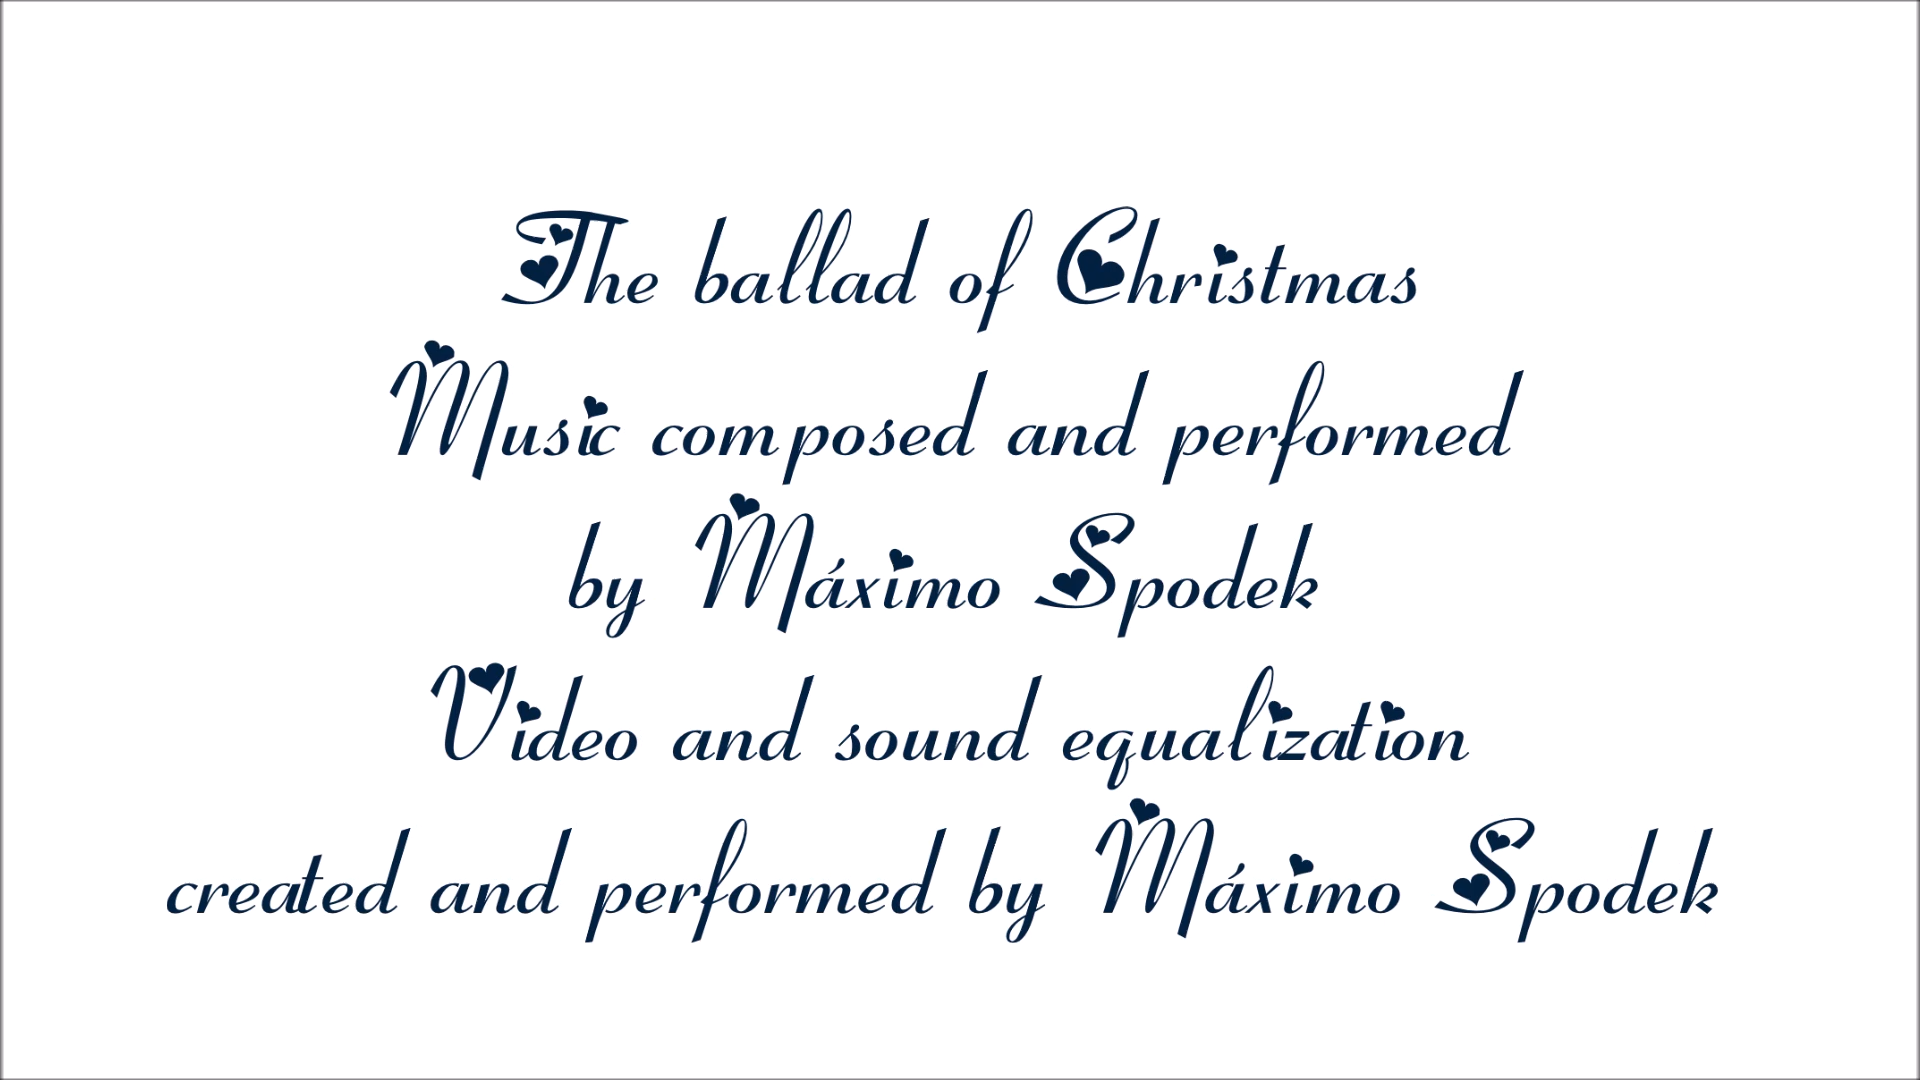 The ballad of Christmas
Music composed and performed
by Máximo Spodek
Video and sound equalization
created and performed by Máximo Spodek